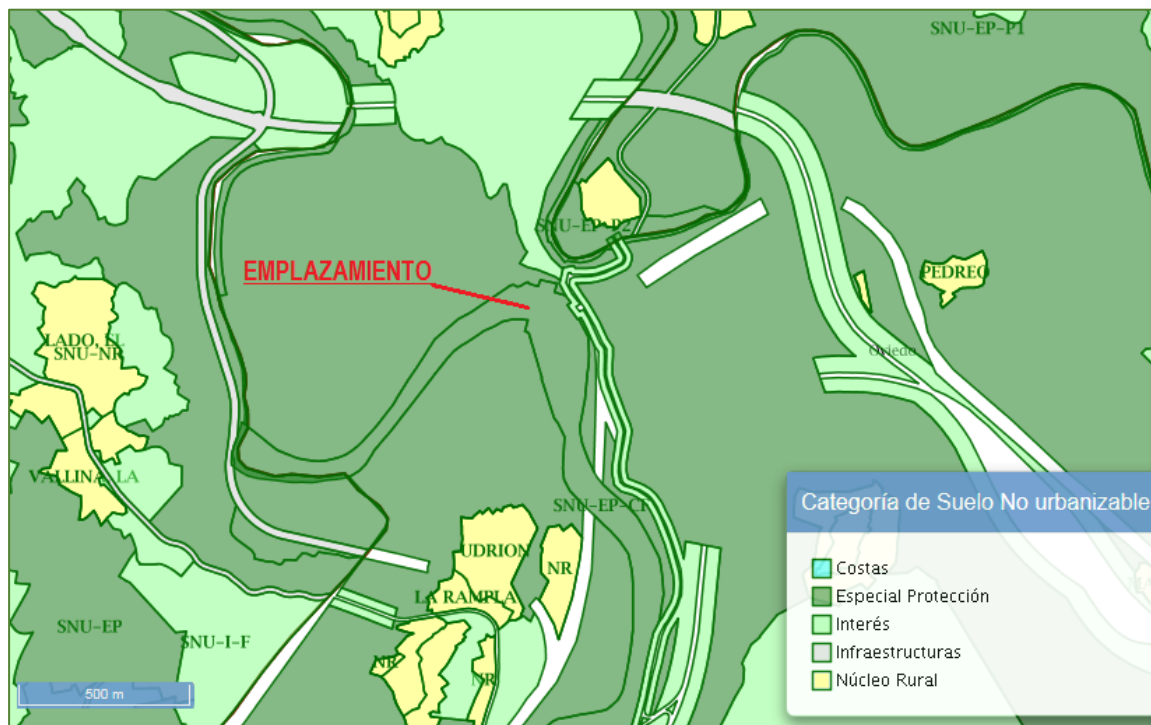 SNU-EP-P1
SNU-EP-P2
EMPLAZAMIENTO
PEDREO
LADO, EL
SNU-NR
Oviedo
VALLINA, LA
SNU-EP-CF
UDRION
NR
LA RAMPLA
SNU-EP
SNU-I-F
NR
NR
500 m
Categoría de Suelo No urbanizable
Costas
Especial Protección
Interés
Infraestructuras
Núcleo Rural